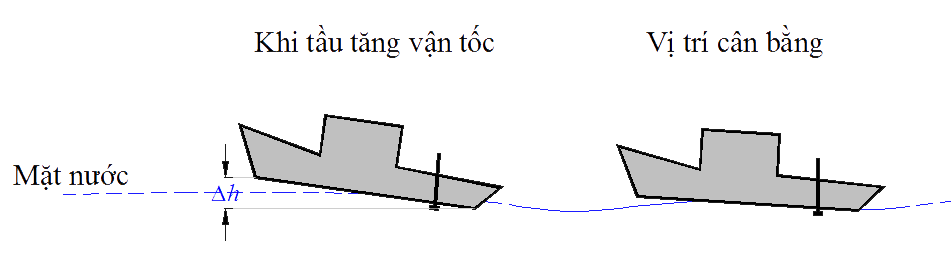 Khi tầu tăng vận tốc
Vị trí cân bằng
Mặt nước
Δh